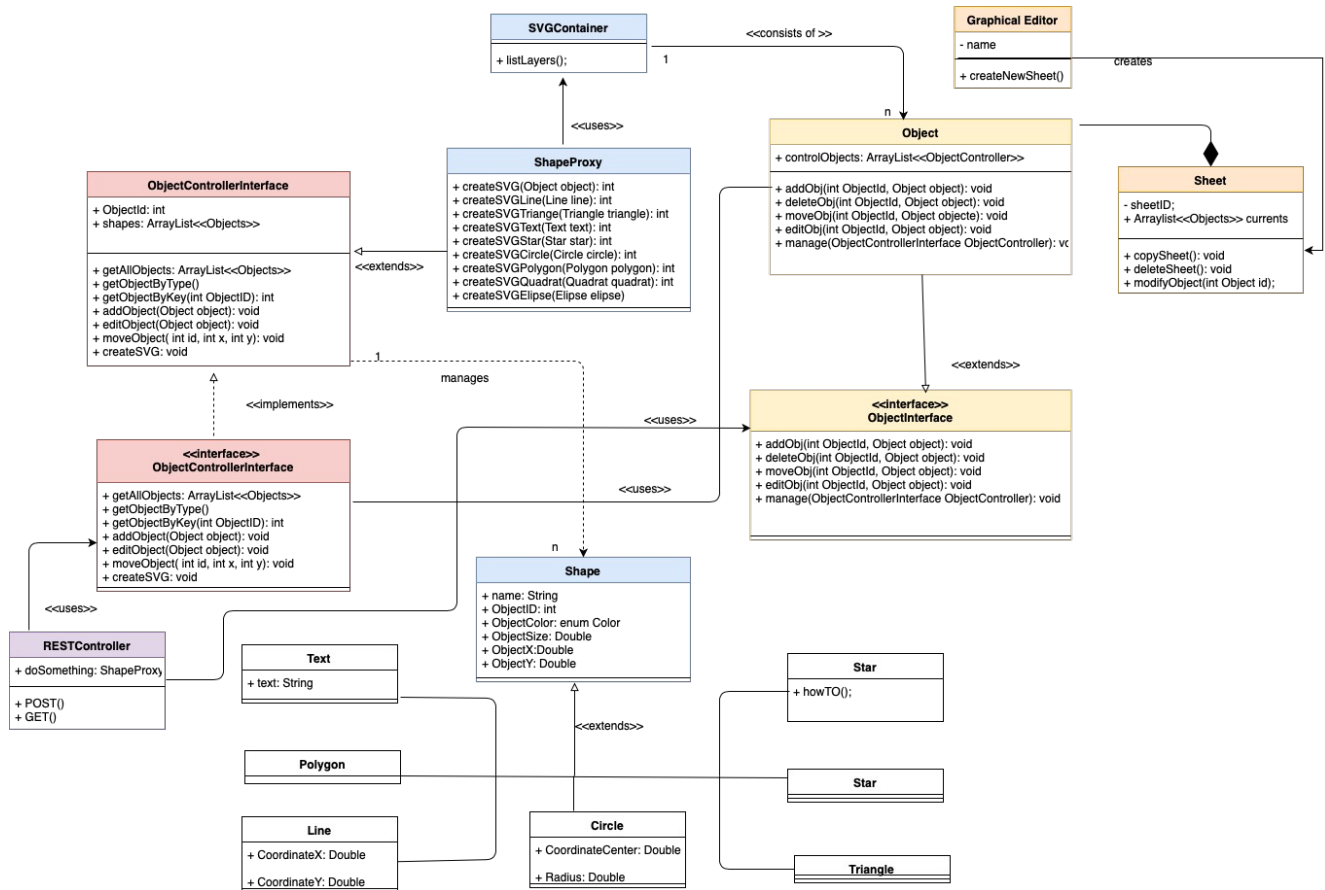 SVGContainer
+ listLayers();
<<consists of >>
1
n
Graphical Editor
- name
+ createNewSheet()
creates
<<uses>>
Object
+ controlObjects: ArrayList<<ObjectController>>
+ addObj(int ObjectId, Object object): void
+ deleteObj(int ObjectId, Object object): void
+ moveObj(int ObjectId, Object objecte): void
+ editObj(int ObjectId, Object object): void
+ manage(ObjectControllerInterface ObjectController): vc
Sheet
- sheetID;
+ Arraylist<<Objects>> currents
+ copySheet(): void
+ deleteSheet(): void
+ modifyObject(int Object id);
ShapeProxy
+ createSVG(Object object): int
+ createSVGLine(Line line): int
+ createSVGTriange(Triangle triangle): int
+ createSVGText(Text text): int
+ createSVGStar(Star star): int
+ createSVGCircle(Circle circle): int
+ createSVGPolygon(Polygon polygon): int
+ createSVGQuadrat(Quadrat quadrat): int
+ createSVGElipse(Elipse elipse)
ObjectControllerInterface
+ ObjectId: int
+ shapes: ArrayList<<Objects>>
+ getAllObjects: ArrayList<<Objects>>
+ getObjectByType()
+ getObjectByKey(int ObjectID): int
+ addObject(Object object): void
+ editObject(Object object): void
+ moveObject( int id, int x, int y): void
+ createSVG: void
<<extends>>
1
manages
<<implements>>
<<extends>>
<<interface>>
ObjectInterface
+ addObj(int ObjectId, Object object): void
+ deleteObj(int ObjectId, Object object): void
+ moveObj(int ObjectId, Object object): void
+ editObj(int ObjectId, Object object): void
+ manage(ObjectControllerInterface ObjectController): void
<<uses>>
<<uses>>
<<interface>>
ObjectControllerInterface
+ getAllObjects: ArrayList<<Objects>>
+ getObjectByType()
+ getObjectByKey(int ObjectID): int
+ addObject(Object object): void
+ editObject(Object object): void
+ moveObject( int id, int x, int y): void
+ createSVG: void
n
<<uses>>
Shape
+ name: String
+ ObjectID: int
+ ObjectColor: enum Color
+ ObjectSize: Double
+ ObjectX:Double
+ ObjectY: Double
RESTController
+ doSomething: ShapeProxy
+ POST()
+ GET()
Text
+ text: String
<<extends>>
Star
+ howTO();
Polygon
Star
Line
+ CoordinateX: Double
+ CoordinateY: Double
Circle
+ CoordinateCenter: Double
+ Radius: Double
Triangle